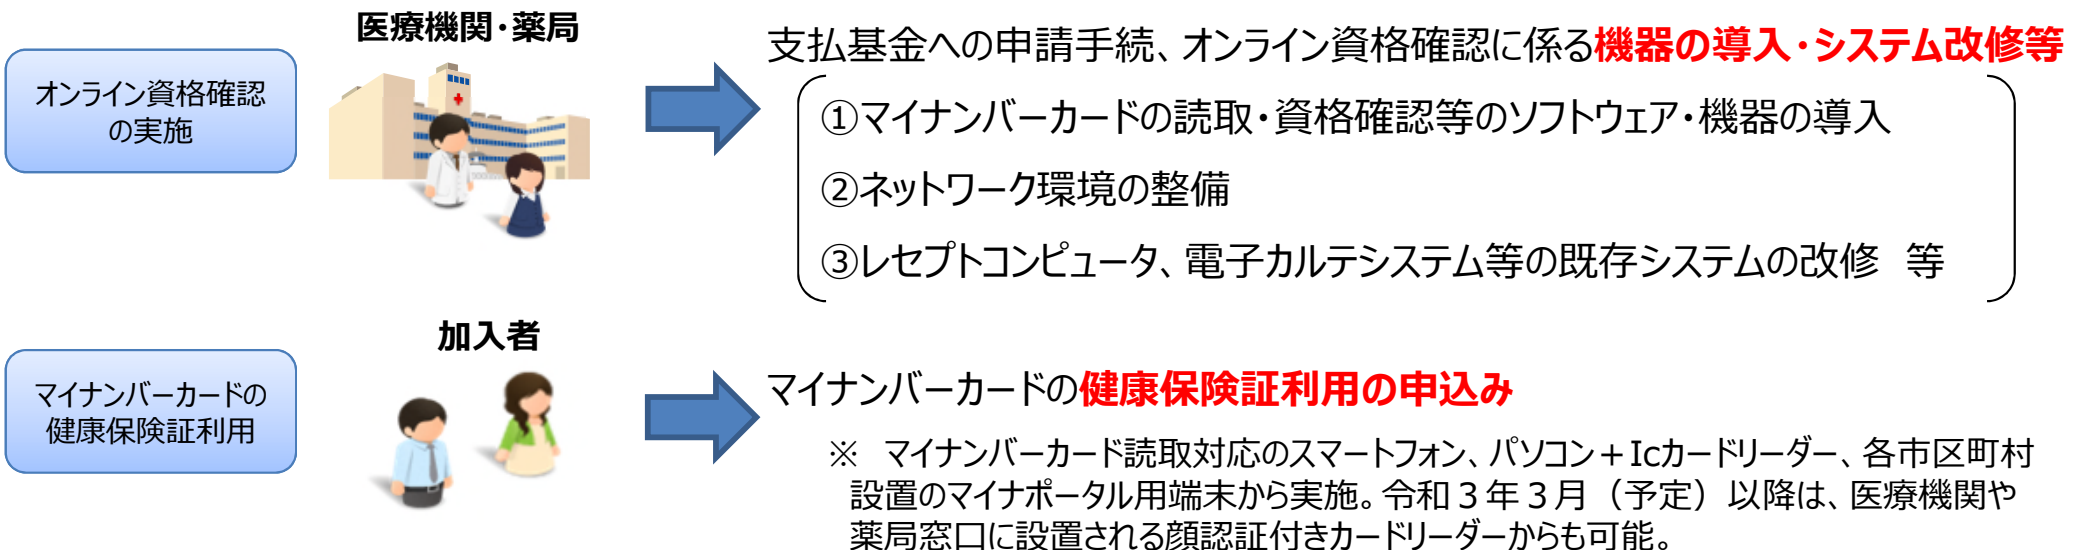 医療機関・薬局
オンライン資格確認
の実施
支払基金への申請手続、オンライン資格確認に係る機器の導入・システム改修等
①マイナンバーカードの読取・資格確認等のソフトウェア・機器の導入
②ネットワーク環境の整備
③レセプトコンピュータ、電子カルテシステム等の既存システムの改修　等
加入者
マイナンバーカードの
健康保険証利用
マイナンバーカードの健康保険証利用の申込み
※　マイナンバーカード読取対応のスマートフォン、パソコン＋Icカードリーダー、各市区町村
設置のマイナポータル用端末から実施。令和３年３月（予定）以降は、医療機関や
薬局窓口に設置される顔認証付きカードリーダーからも可能。